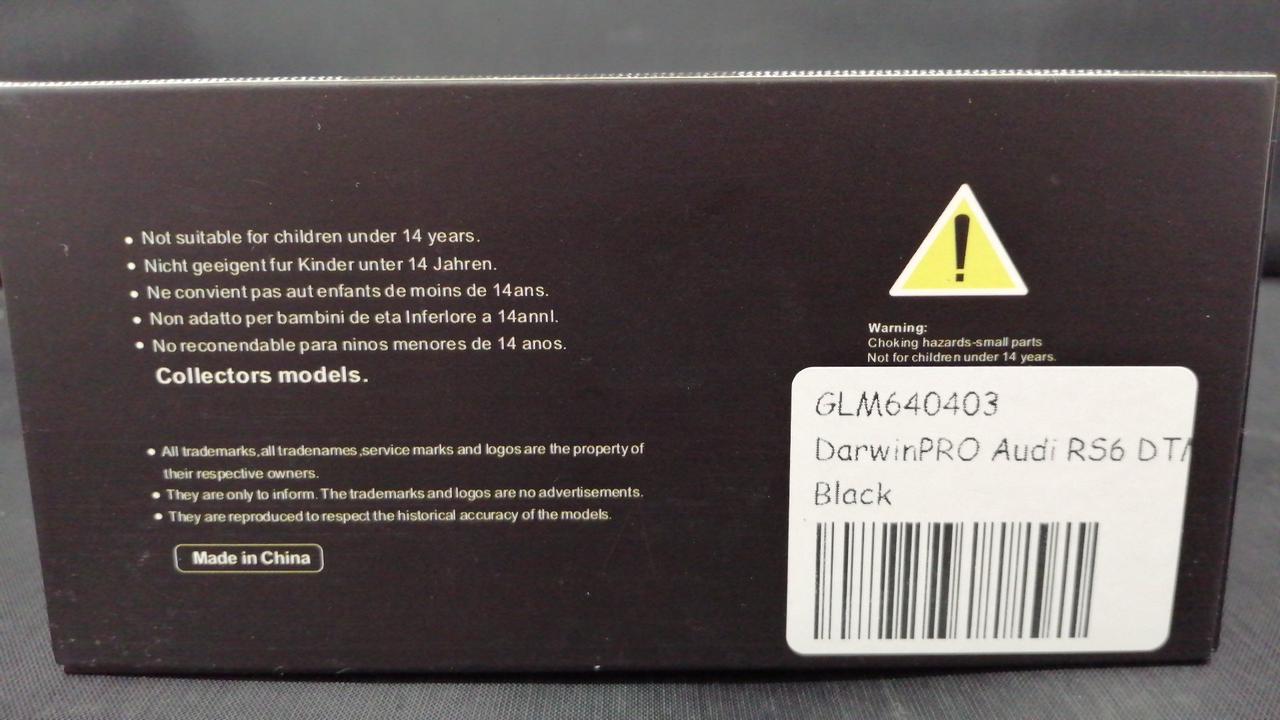 • Not suitable for children under 14 years.
• Nicht geeigent fur Kinder unter 14 Jahren.
• Ne convient pas aut enfants de moins de 14ans.
• Non adatto per bambini de eta Inferlore a 14annl.
• No reconendable para ninos menores de 14 anos.
Collectors models.
• All trademarks,all tradenames,service marks and logos are the property of
their respective owners.
• They are only to inform. The trademarks and logos are no advertisements.
• They are reproduced to respect the historical accuracy of the models.
Made in China
!
Warning:
Choking hazards-small parts
Not for children under 14 years.
GLM640403
DarwinPRO Audi RS6 DT
Black